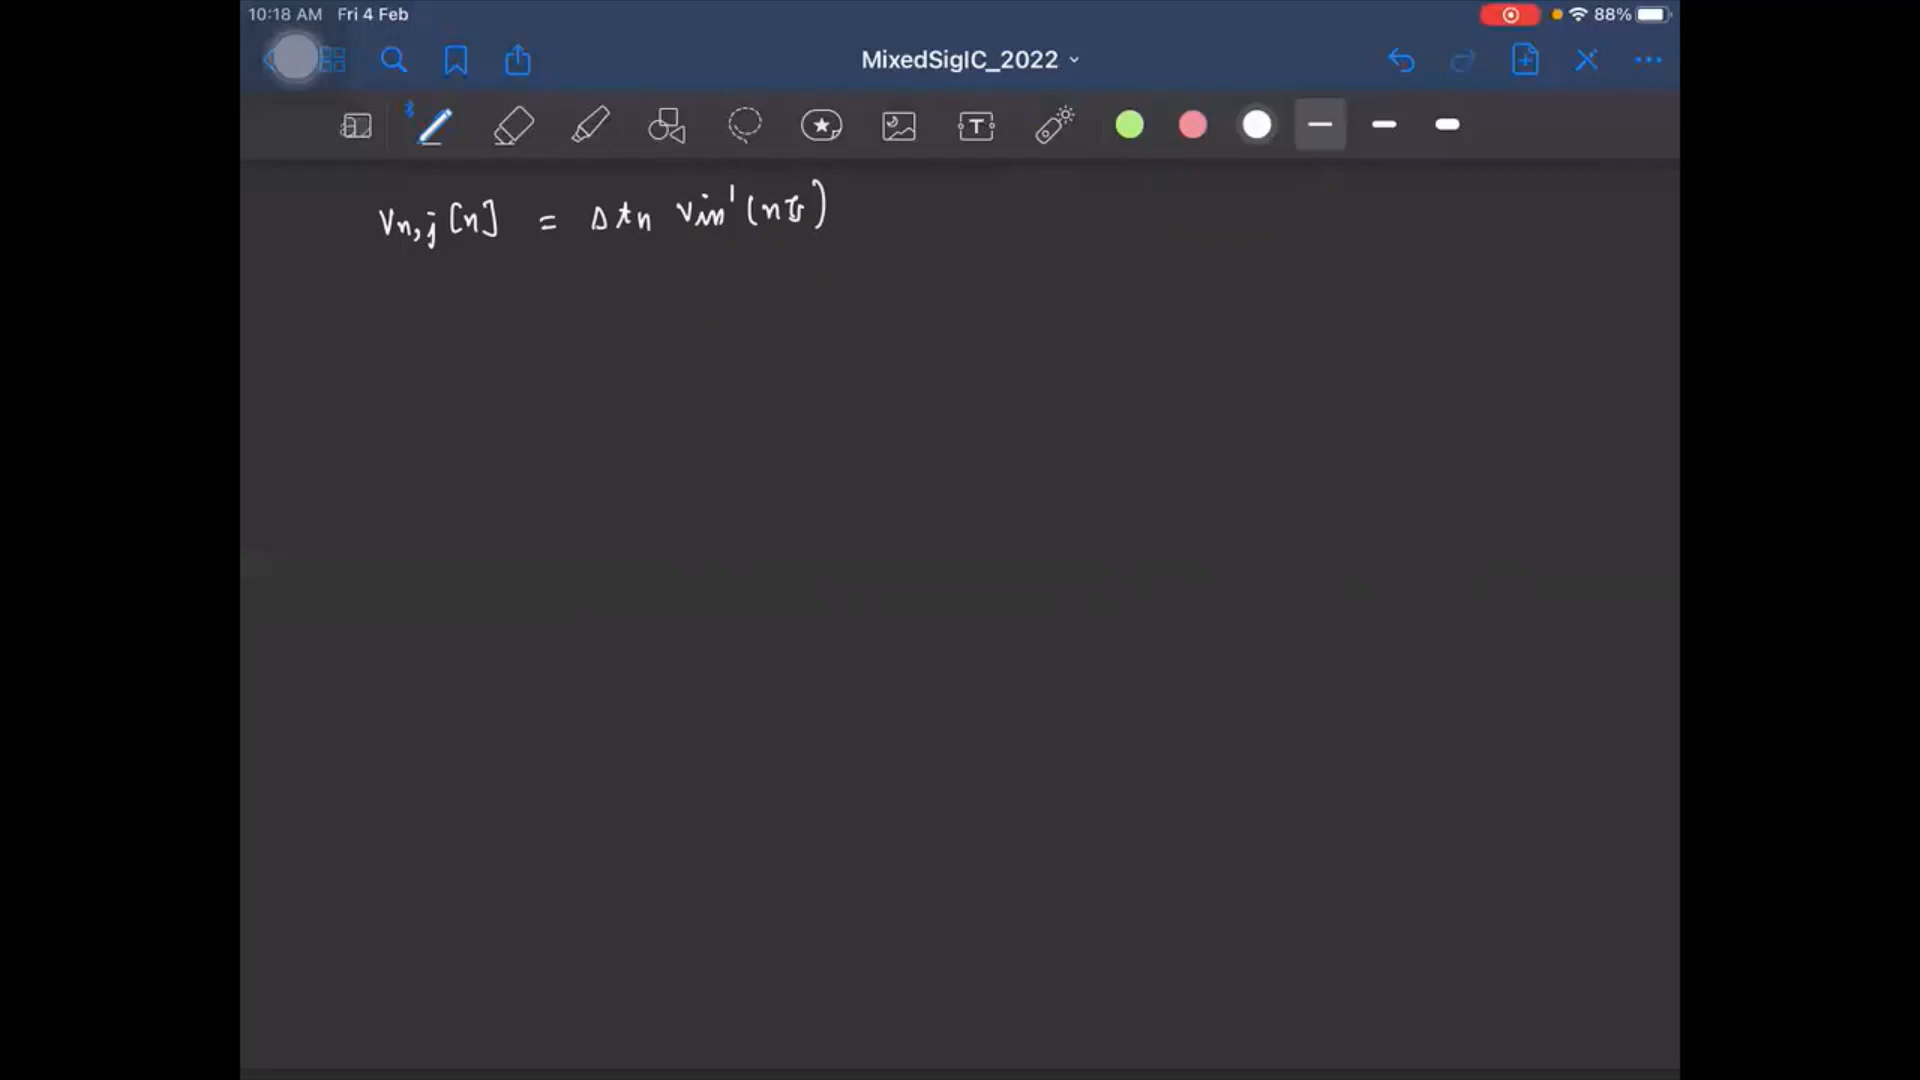 10:18 AM Fri 4 Feb 88%
MixedSigIC_2022
T
Vn,j[n] = Δtn Vin'(nTs)